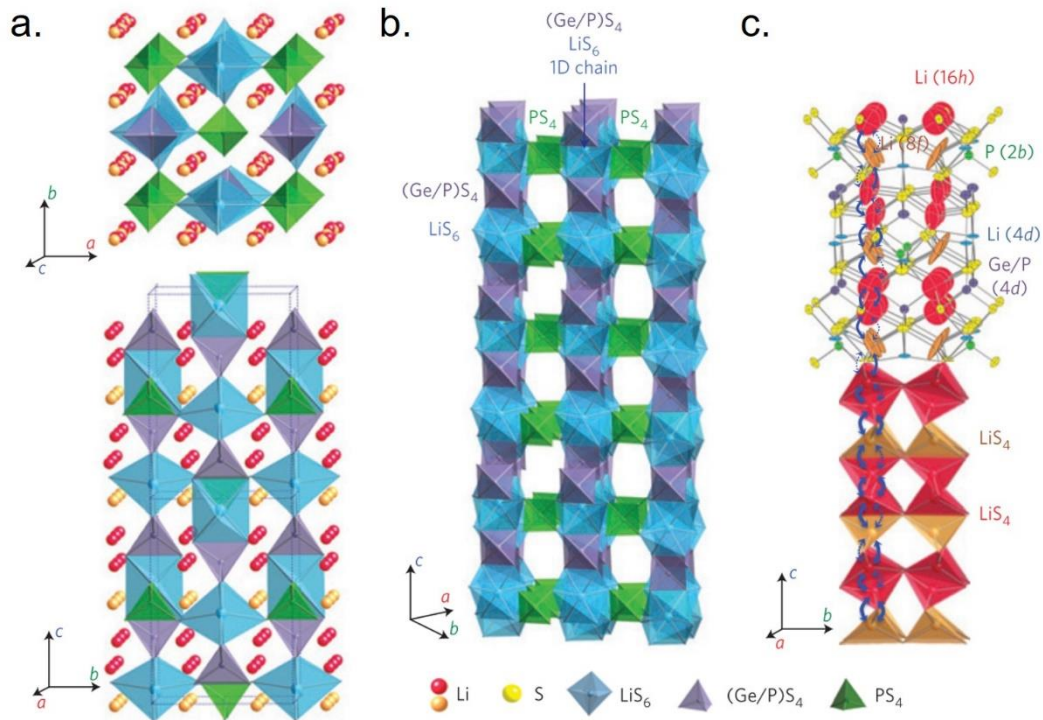 a.
b
c
a
c
b
a
b.
(Ge/P)S₄
LiS₆
1D chain
PS₄
PS₄
(Ge/P)S₄
LiS₆
c
a
b
c.
Li (16h)
Li (8f)
P (2b)
Li (4d)
Ge/P
(4d)
LiS₄
LiS₄
c
b
a
Li
S
LiS₆
(Ge/P)S₄
PS₄